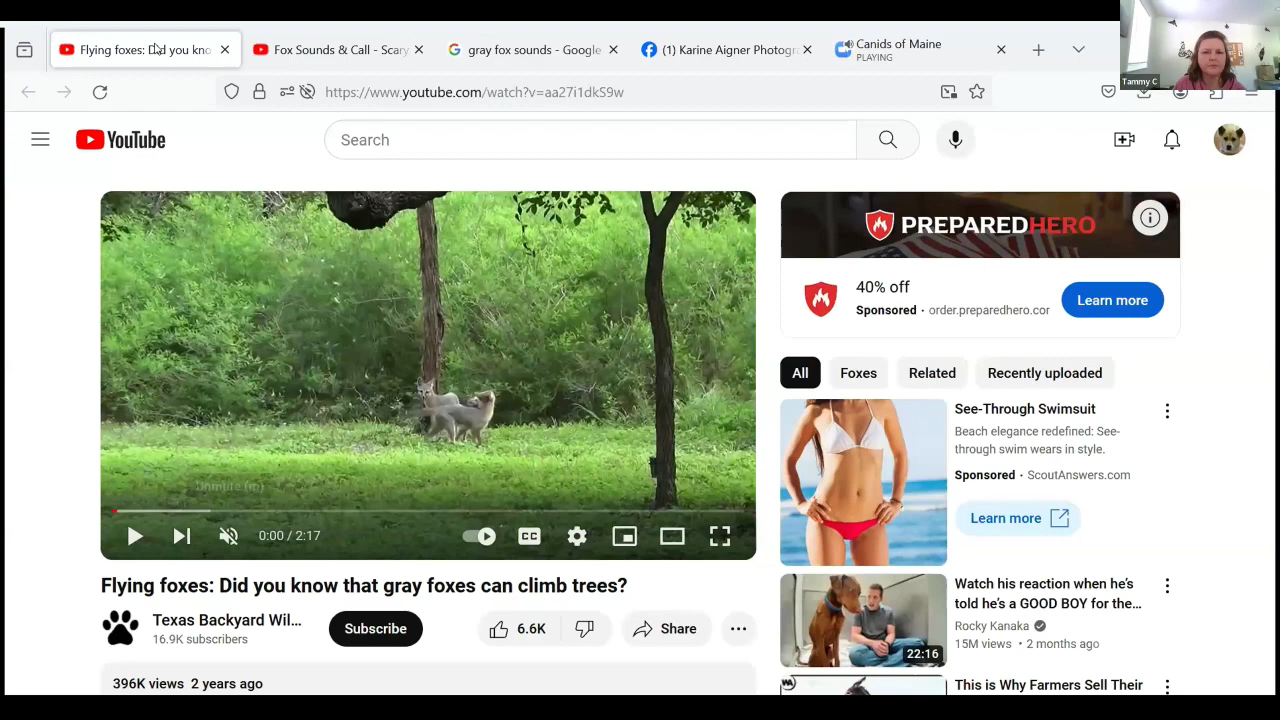 Flying foxes: Did you kno
Fox Sounds & Call - Scary
gray fox sounds - Google
(1) Karine Aigner Photogra
Canids of Maine
PLAYING
Tammy C
https://www.youtube.com/watch?v=aa27i1dkS9w
YouTube
Search
PREPAREDHERO
40% off
Sponsored · order.preparedhero.cor
Learn more
All
Foxes
Related
Recently uploaded
See-Through Swimsuit
Beach elegance redefined: See-
through swim wears in style.
Sponsored · ScoutAnswers.com
Learn more
Unmute (m)
0:00 / 2:17
CC
Flying foxes: Did you know that gray foxes can climb trees?
Texas Backyard Wil...
16.9K subscribers
Subscribe
6.6K
Share
396K views 2 years ago
Watch his reaction when he's
told he's a GOOD BOY for the...
Rocky Kanaka
15M views · 2 months ago
22:16
This is Why Farmers Sell Their